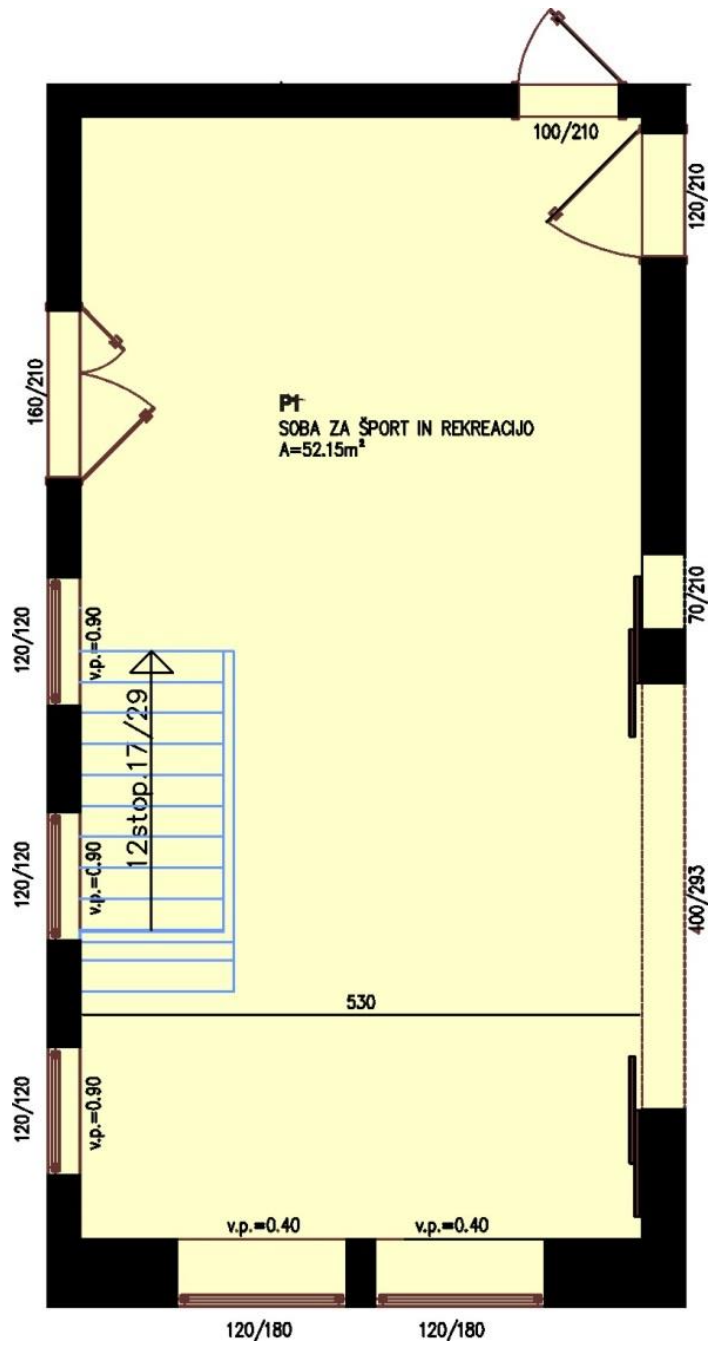 100/210
120/210
160/210
P1
SOBA ZA ŠPORT IN REKREACIJO
A=52.15m²
70/210
120/120
v.p.=0.90
12stop.17/29
120/120
v.p.=0.90
400/293
530
120/120
v.p.=0.90
v.p.=0.40
v.p.=0.40
120/180
120/180